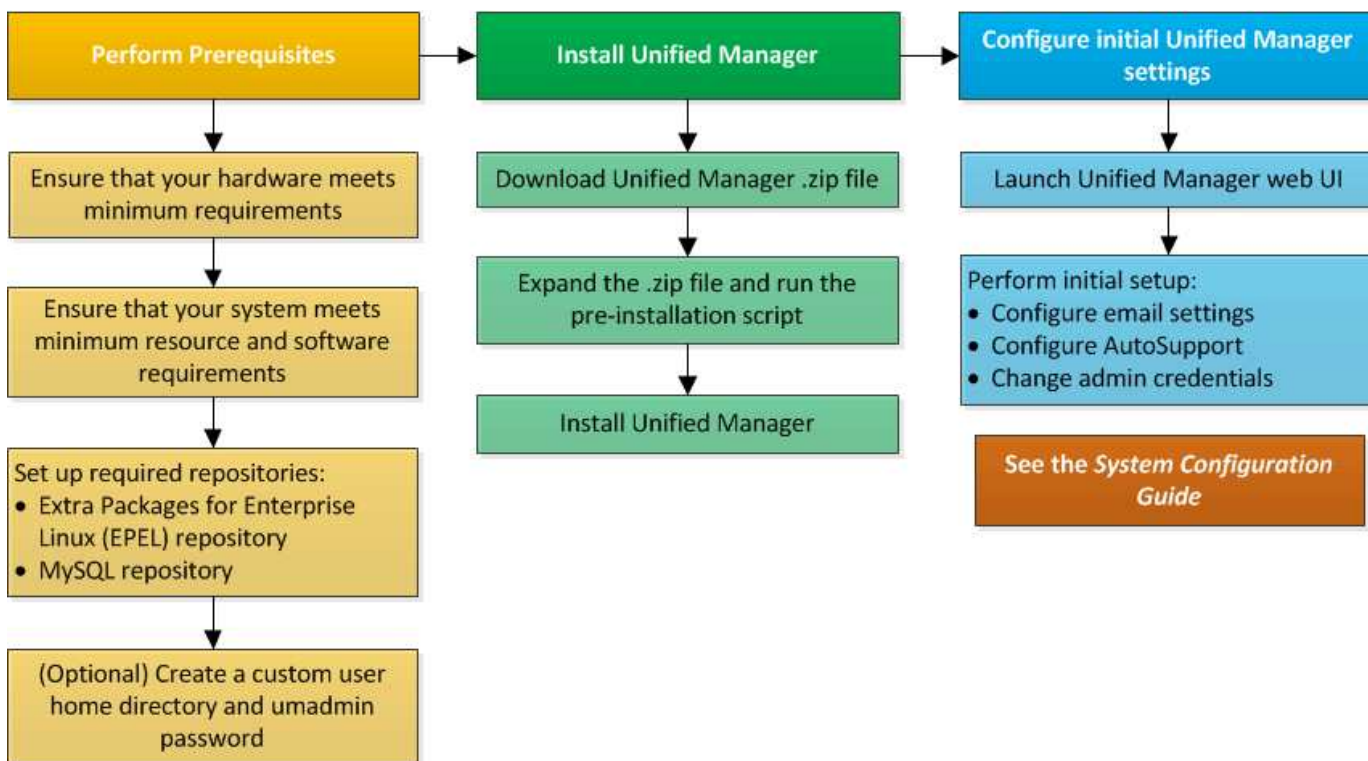 Perform Prerequisites
Ensure that your hardware meets
minimum requirements
Ensure that your system meets
minimum resource and software
requirements
Set up required repositories:
• Extra Packages for Enterprise
Linux (EPEL) repository
• MySQL repository
(Optional) Create a custom user
home directory and umadmin
password
Install Unified Manager
Download Unified Manager .zip file
Expand the .zip file and run the
pre-installation script
Install Unified Manager
Configure initial Unified Manager
settings
Launch Unified Manager web UI
Perform initial setup:
• Configure email settings
• Configure AutoSupport
• Change admin credentials
See the System Configuration
Guide